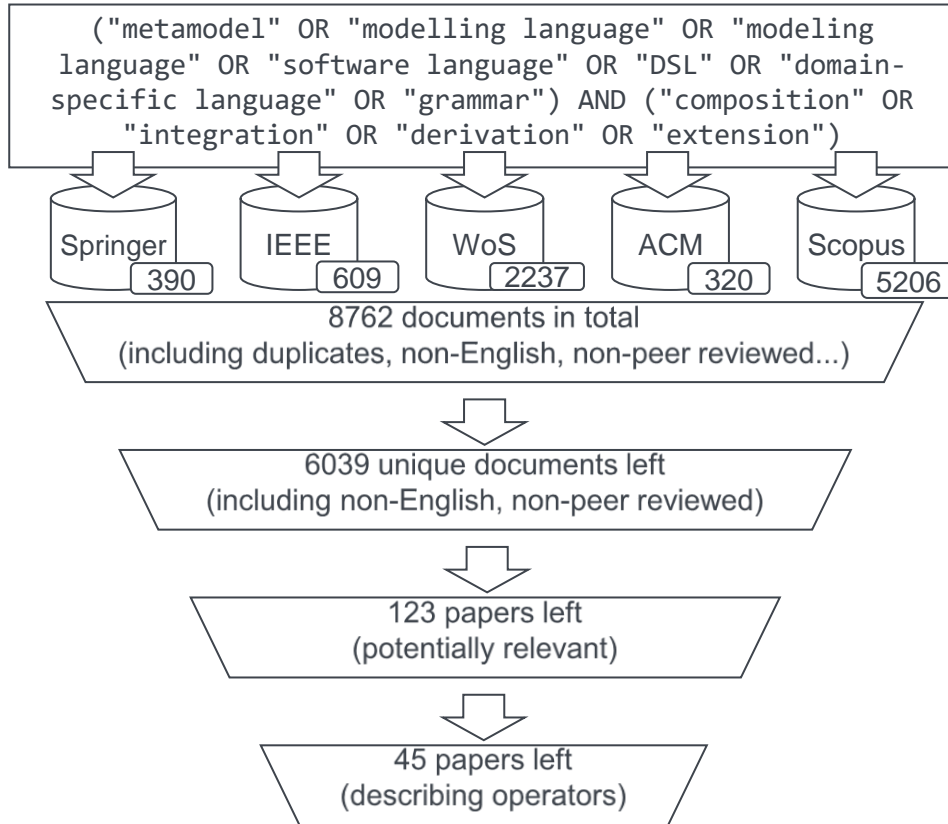 ("metamodel" OR "modelling language" OR "modeling
language" OR "software language" OR "DSL" OR "domain-
specific language" OR "grammar") AND ("composition" OR
"integration" OR "derivation" OR "extension")
Springer
390
IEEE
609
WoS
2237
ACM
320
Scopus
5206
8762 documents in total
(including duplicates, non-English, non-peer reviewed...)
6039 unique documents left
(including non-English, non-peer reviewed)
123 papers left
(potentially relevant)
45 papers left
(describing operators)